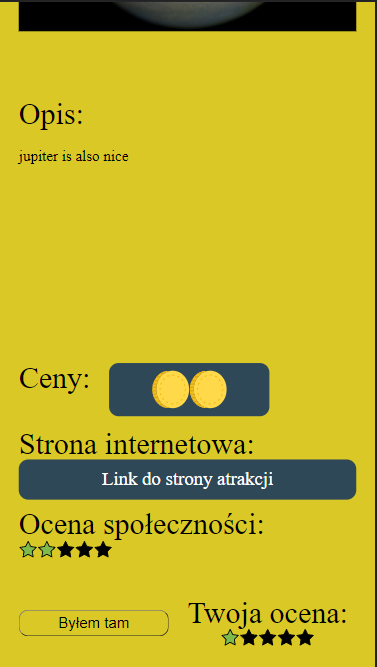 Opis:
jupiter is also nice
Ceny:
Strona internetowa:
Link do strony atrakcji
Ocena społeczności:
Byłem tam
Twoja ocena: